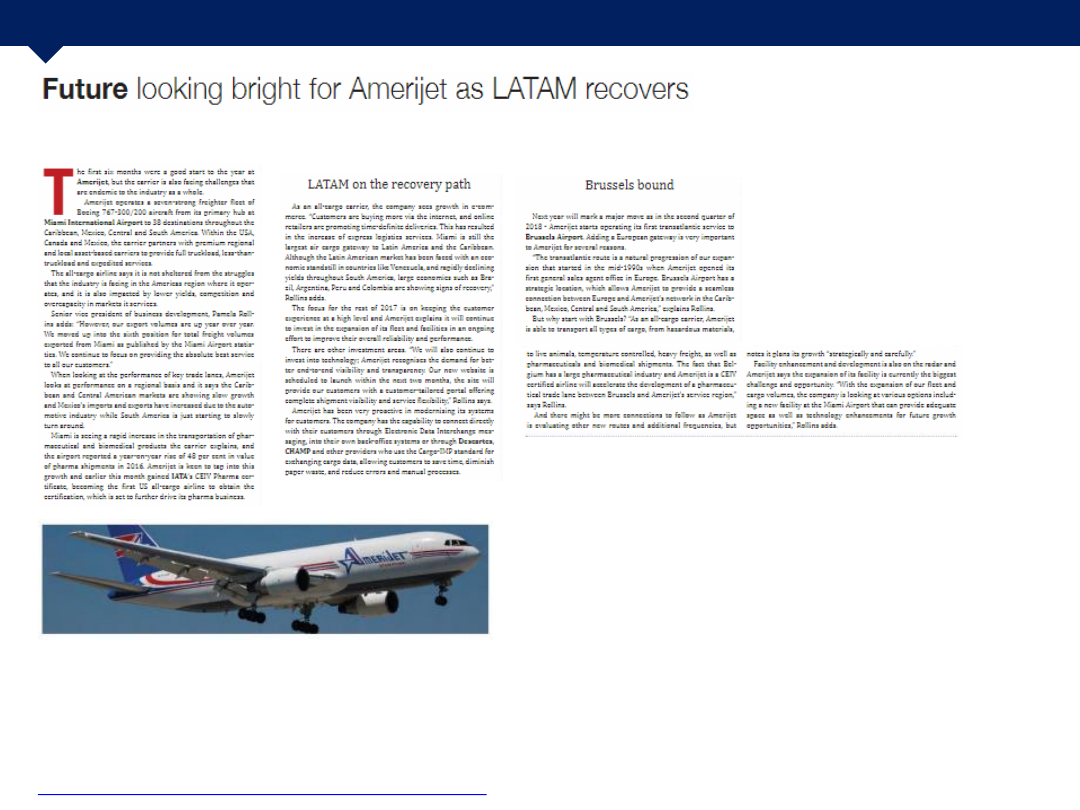 Future looking bright for Amerijet as LATAM recovers
The first six months were a good start to the year at
Amerijet, but the carrier is also facing challenges that
are endemic to the industry as a whole.
Amerijet operates a seven-strong freighter fleet of
Boeing 767-300/200 aircraft from its primary hub at
Miami International Airport to 38 destinations throughout the
Caribbean, Mexico, Central and South America. Within the USA,
Canada and Mexico, the carrier partners with premium regional
and local asset-based carriers to provide full truckload, less-than-
truckload and expedited services.
The all-cargo airline says it is not sheltered from the struggles
that the industry is facing in the Americas region where it oper-
ates, and it is also impacted by lower yields, competition and
overcapacity in markets it services.
Senior vice president of business development, Pamela Roll-
ins adds: “However, our export volumes are up year over year.
We moved up into the sixth position for total freight volumes
exported from Miami as published by the Miami Airport statis-
tics. We continue to focus on providing the absolute best service
to all our customers.”
When looking at the performance of key trade lanes, Amerijet
looks at performance on a regional basis and it says the Carib-
bean and Central American markets are showing slow growth
and Mexico’s imports and exports have increased due to the auto-
motive industry while South America is just starting to slowly
turn around.
Miami is seeing a rapid increase in the transportation of phar-
maceutical and biomedical products the carrier explains, and
the airport reported a year-on-year rise of 48 per cent in value
of pharma shipments in 2016. Amerijet is keen to tap into this
growth and earlier this month gained IATA’s CEIV Pharma cer-
tificate, becoming the first US all-cargo airline to obtain the
certification, which is set to further drive its pharma business.
LATAM on the recovery path
As an all-cargo carrier, the company sees growth in e-com-
merce. “Customers are buying more via the internet, and online
retailers are promoting time-definite deliveries. This has resulted
in the increase of express logistics services. Miami is still the
largest air cargo gateway to Latin America and the Caribbean.
Although the Latin American market has been faced with an eco-
nomic standstill in countries like Venezuela, and rapidly declining
yields throughout South America, large economies such as Bra-
zil, Argentina, Peru and Colombia are showing signs of recovery,”
Rollins adds.
The focus for the rest of 2017 is on keeping the customer
experience at a high level and Amerijet explains it will continue
to invest in the expansion of its fleet and facilities in an ongoing
effort to improve their overall reliability and performance.
There are other investment areas. “We will also continue to
invest into technology; Amerijet recognises the demand for bet-
ter end-to-end visibility and transparency. Our new website is
scheduled to launch within the next two months, the site will
provide our customers with a customer-tailored portal offering
complete shipment visibility and service flexibility,” Rollins says.
Amerijet has been very proactive in modernising its systems
for customers. The company has the capability to connect directly
with their customers through Electronic Data Interchange mes-
saging, into their own back-office systems or through Descartes,
CHAMP and other providers who use the Cargo-IMP standard for
exchanging cargo data, allowing customers to save time, diminish
paper waste, and reduce errors and manual processes.
Brussels bound
Next year will mark a major move as in the second quarter of
2018 - Amerijet starts operating its first transatlantic service to
Brussels Airport. Adding a European gateway is very important
to Amerijet for several reasons.
“The transatlantic route is a natural progression of our expan-
sion that started in the mid-1990s when Amerijet opened its
first general sales agent office in Europe. Brussels Airport has a
strategic location, which allows Amerijet to provide a seamless
connection between Europe and Amerijet’s network in the Carib-
bean, Mexico, Central and South America,” explains Rollins.
But why start with Brussels? “As an all-cargo carrier, Amerijet
is able to transport all types of cargo, from hazardous materials,
to live animals, temperature controlled, heavy freight, as well as
pharmaceuticals and biomedical shipments. The fact that Bel-
gium has a large pharmaceutical industry and Amerijet is a CEIV
certified airline will accelerate the development of a pharmaceu-
tical trade lane between Brussels and Amerijet’s service region,”
says Rollins.
And there might be more connections to follow as Amerijet
is evaluating other new routes and additional frequencies, but
notes it plans its growth “strategically and carefully.”
Facility enhancement and development is also on the radar and
Amerijet says the expansion of its facility is currently the biggest
challenge and opportunity. “With the expansion of our fleet and
cargo volumes, the company is looking at various options includ-
ing a new facility at the Miami Airport that can provide adequate
space as well as technology enhancements for future growth
opportunities,” Rollins adds.
AMERIJET